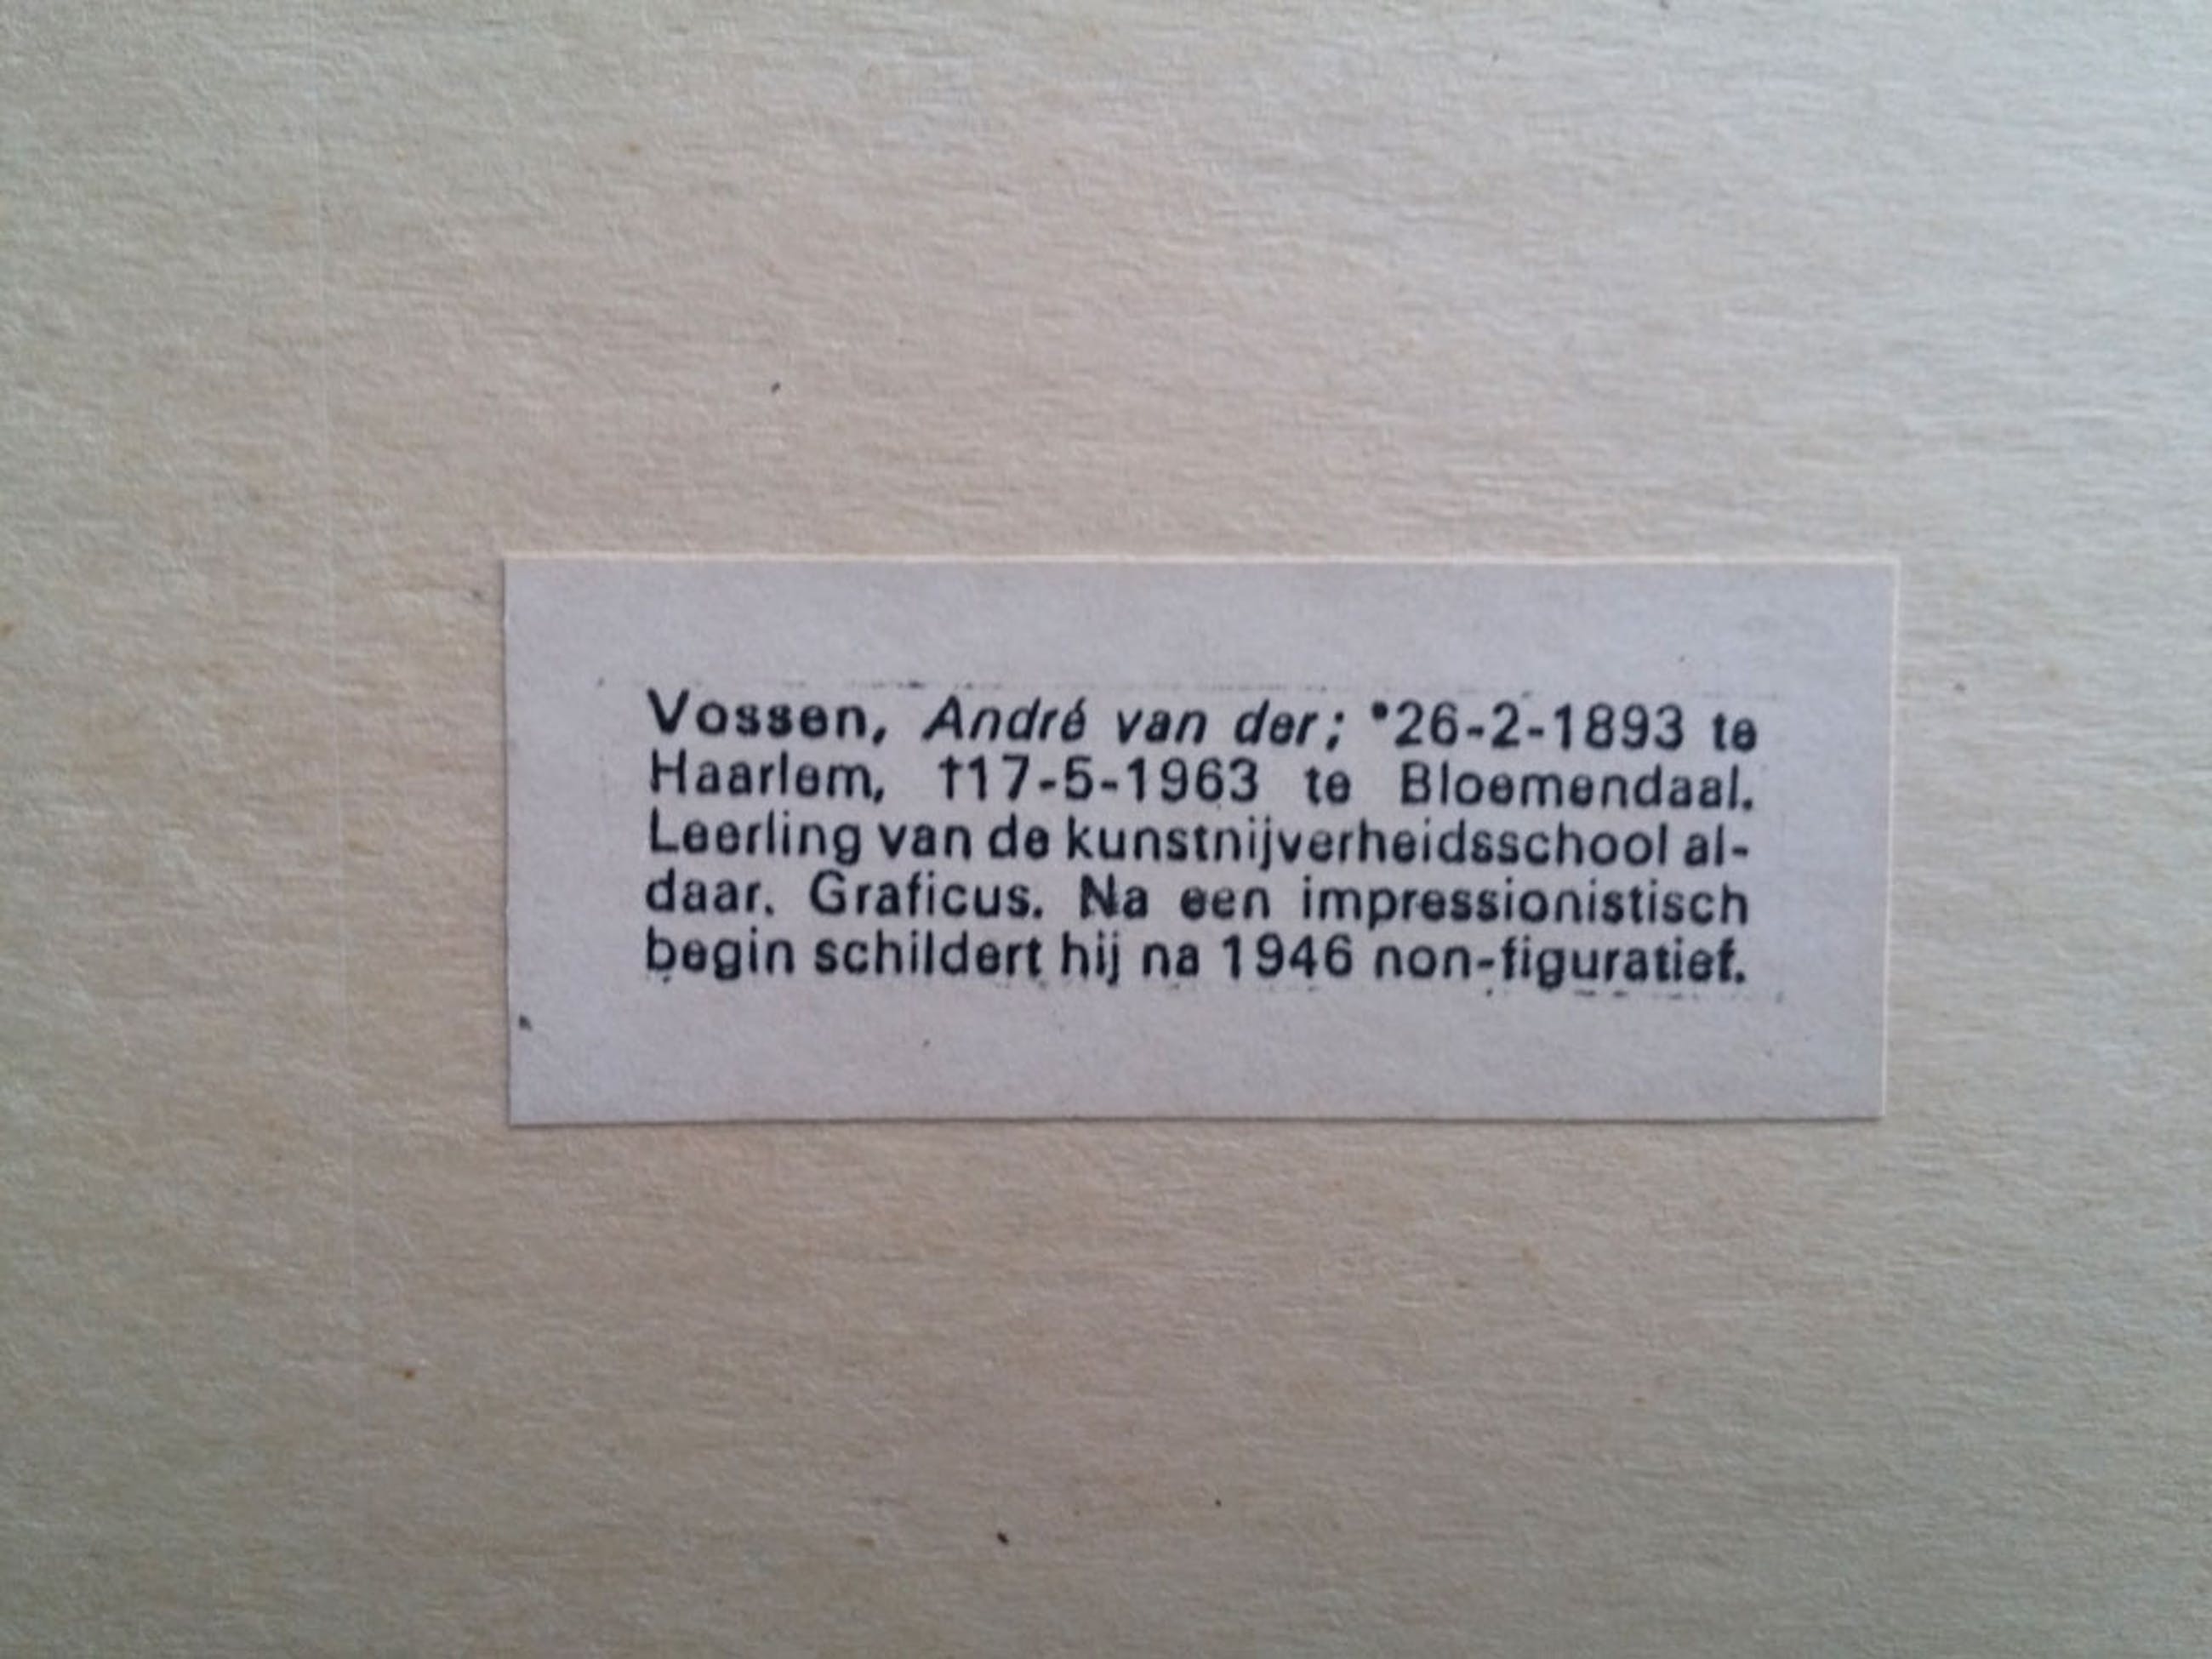 Vossen, André van der; *26-2-1893 te
Haarlem, †17-5-1963 te Bloemendaal.
Leerling van de kunstnijverheidsschool al-
daar. Graficus. Na een impressionistisch
begin schildert hij na 1946 non-figuratief.